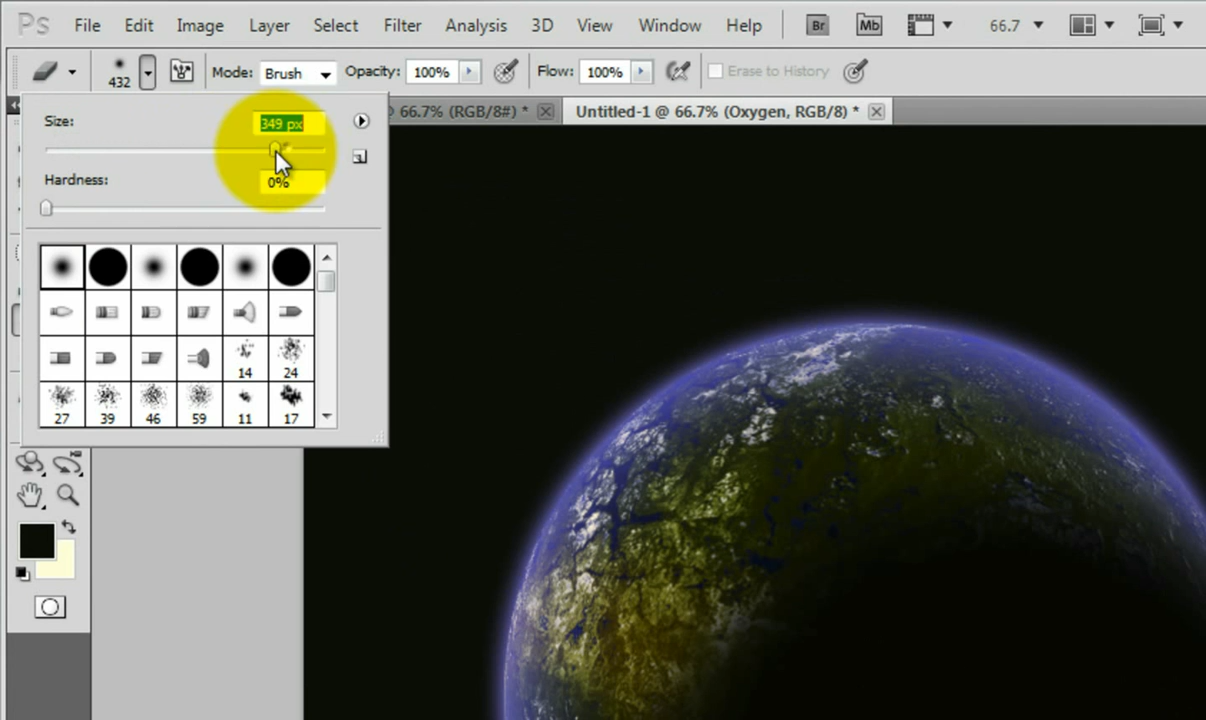 Ps File Edit Image Layer Select Filter Analysis 3D View Window Help Br Mb 66.7
432 Mode: Brush Opacity: 100% Flow: 100% Erase to History
Size: 349 px
66.7% (RGB/8#) * Untitled-1 @ 66.7% (Oxygen, RGB/8) *
Hardness: 0%
14 24
27 39 46 59 11 17